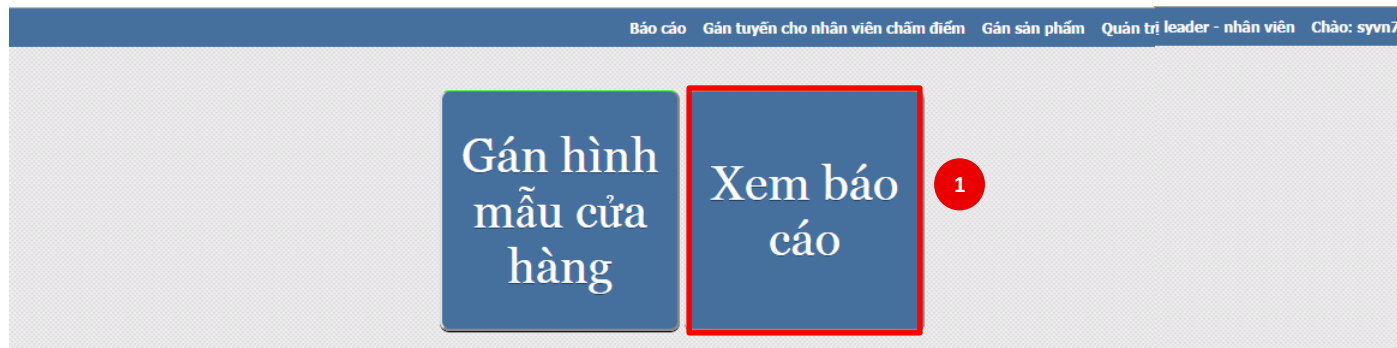 Báo cáo Gán tuyến cho nhân viên chấm điểm Gán sản phẩm Quản trị leader - nhân viên Chào: syvn7
Gán hình
mẫu cửa
hàng
Xem báo
cáo
1